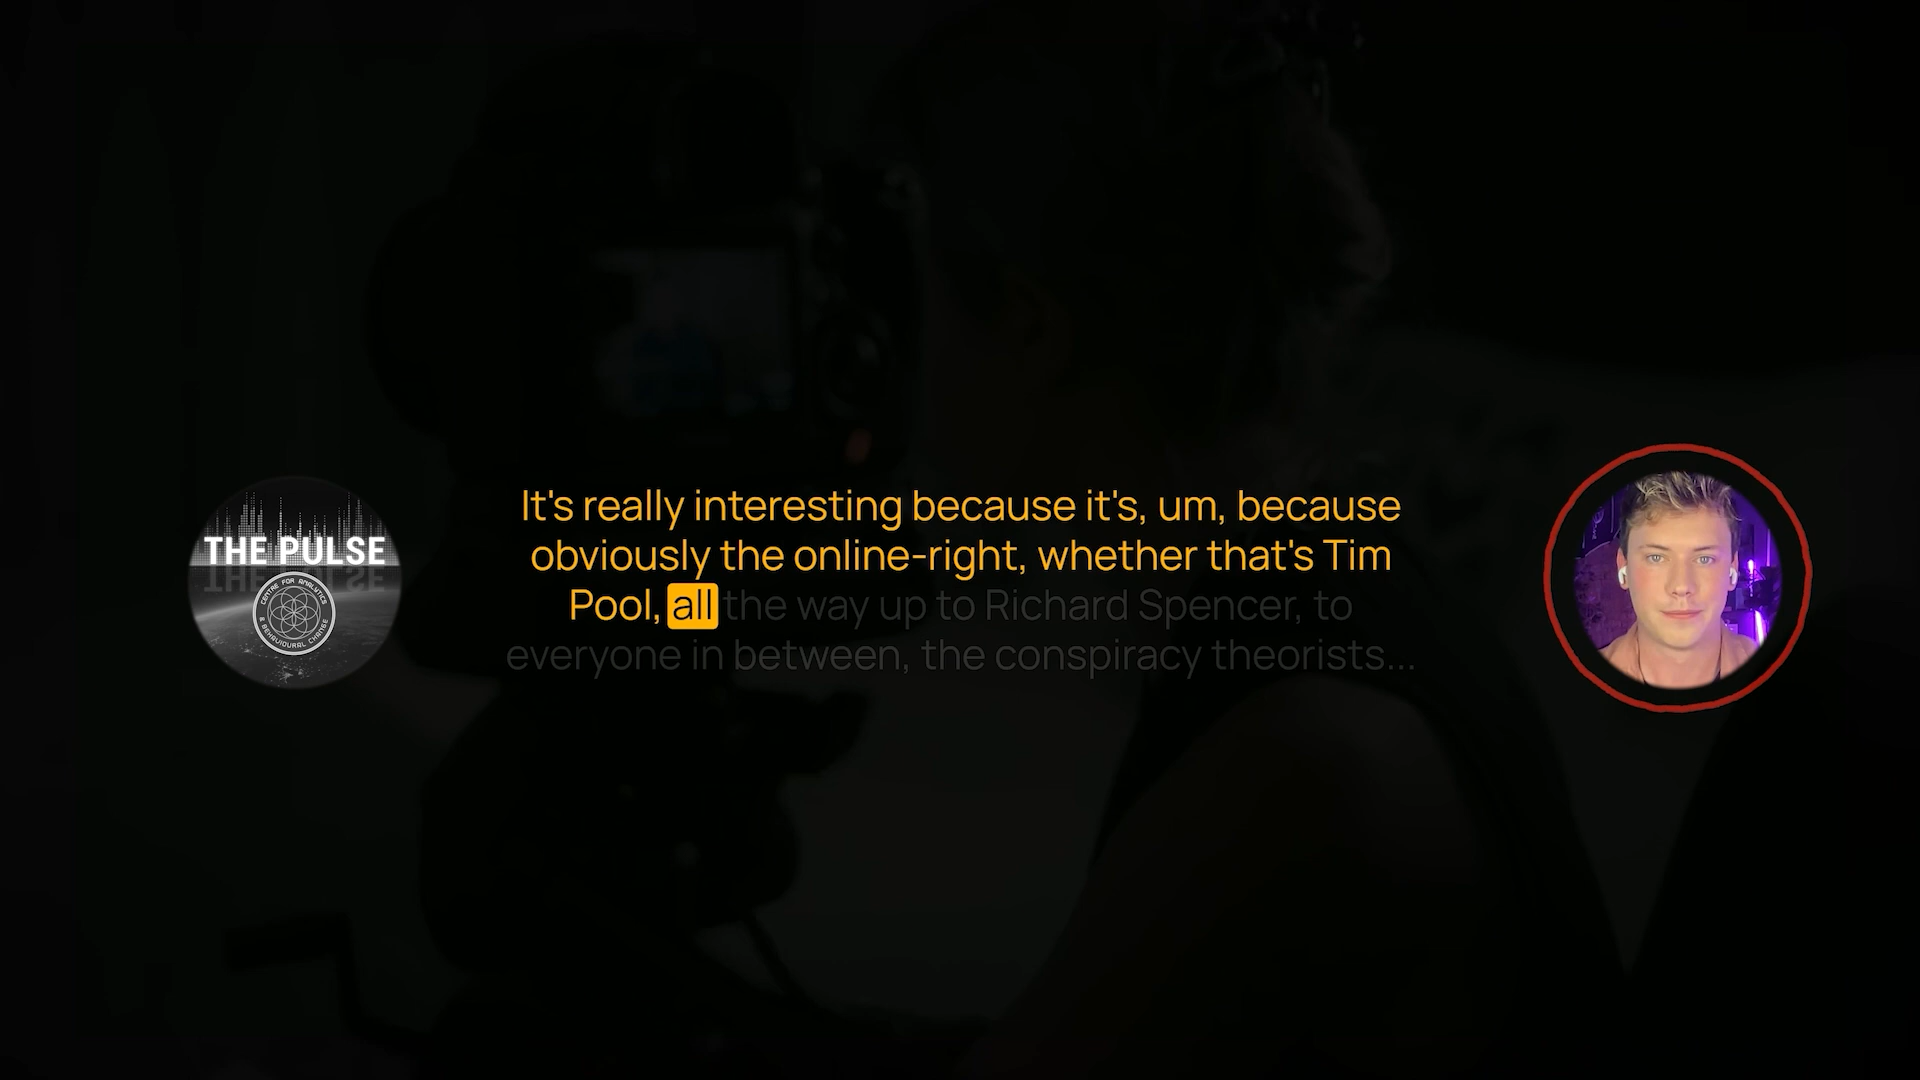 THE PULSE
CENTRE FOR ANALYTICS
& BEHAVIOURAL CHANGE
It's really interesting because it's, um, because
obviously the online-right, whether that's Tim
Pool, all the way up to Richard Spencer, to
everyone in between, the conspiracy theorists...